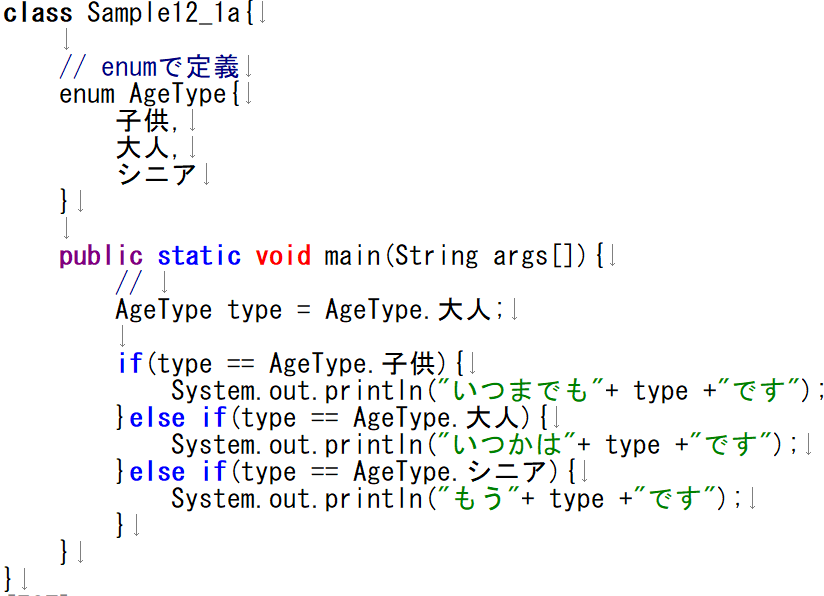 class Sample12_1a{↓
↓
// enumで定義↓
enum AgeType{↓
子供,↓
大人,↓
シニア↓
}↓
↓
public static void main(String args[]){↓
// ↓
AgeType type = AgeType.大人;↓
↓
if(type == AgeType.子供){↓
System.out.println("いつまでも"+ type +"です");
}else if(type == AgeType.大人){↓
System.out.println("いつかは"+ type +"です");↓
}else if(type == AgeType.シニア){↓
System.out.println("もう"+ type +"です");↓
}↓
}↓
}↓